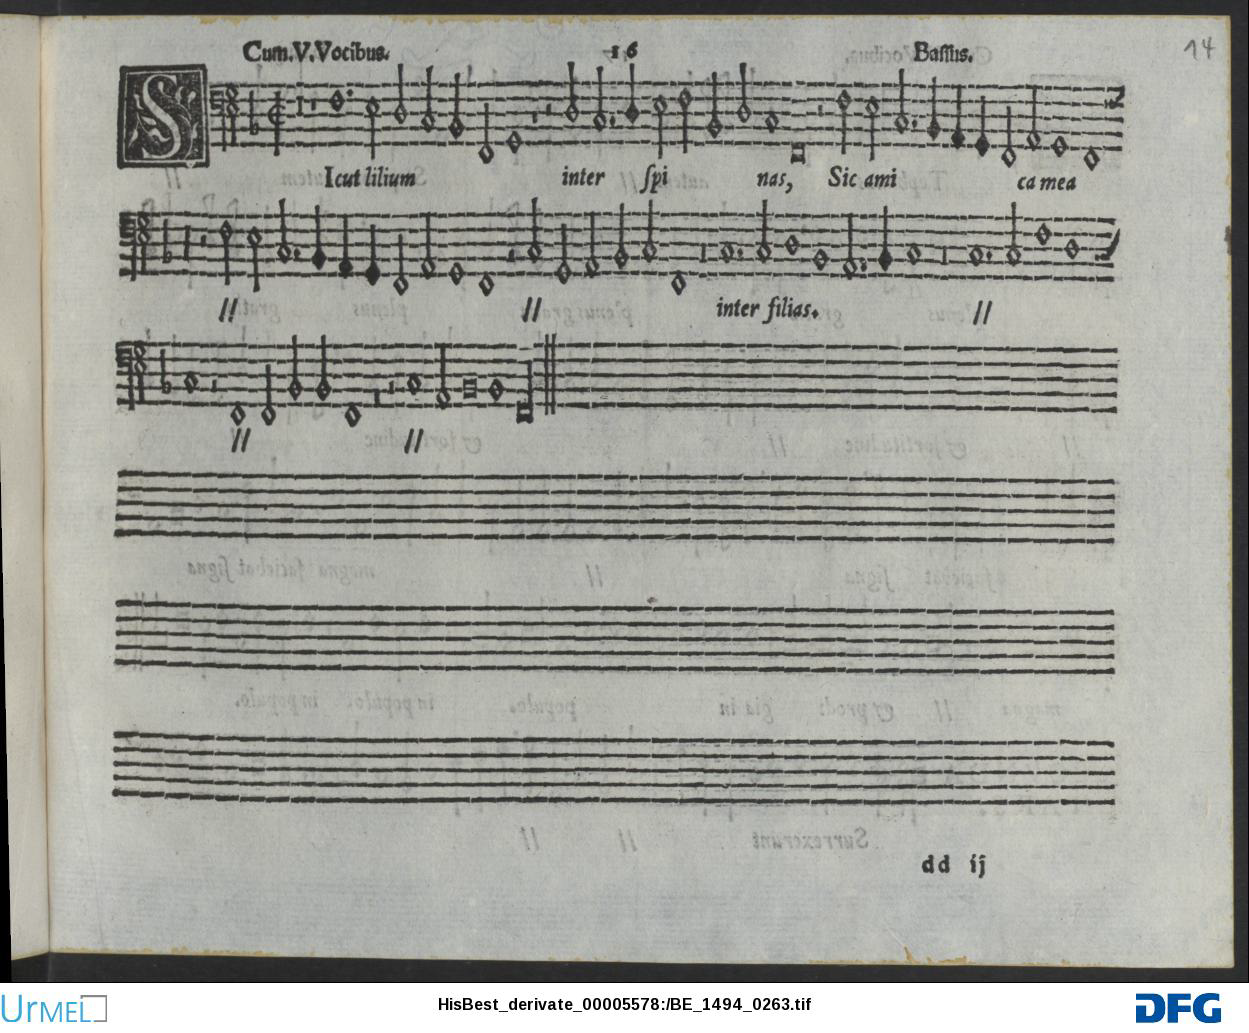 Cum.V.Vocibus. 16 Bassus. 14
SIcut lilium inter ſpi nas, Sic ami ca mea
// // inter filias. //
// //
dd ij
UrMEL HisBest_derivate_00005578:/BE_1494_0263.tif DFG